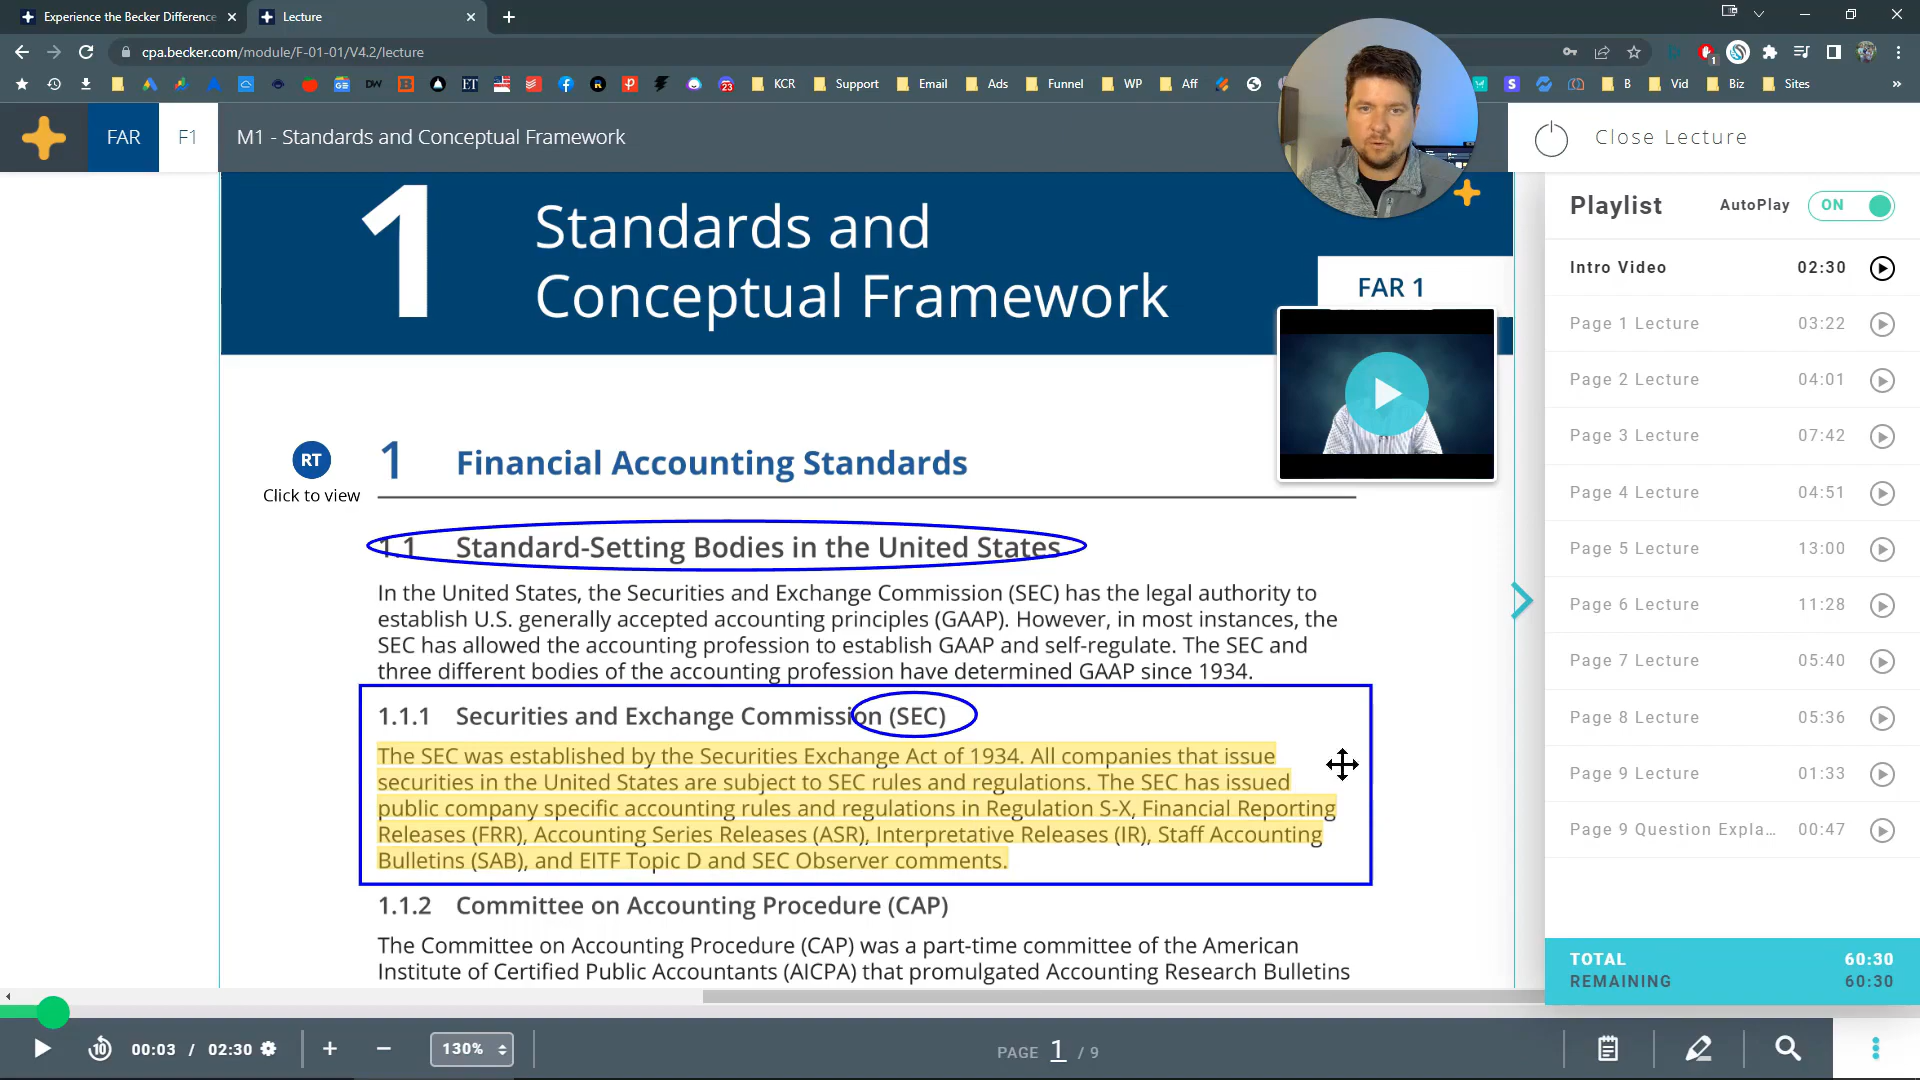 Experience the Becker Difference
Lecture
cpa.becker.com/module/F-01-01/V4.2/lecture
1
DW
ET
23
KCR
Support
Email
Ads
Funnel
WP
Aff
S
B
Vid
Biz
Sites
»
FAR
F1
M1 - Standards and Conceptual Framework
Close Lecture
1
Standards and
Conceptual Framework
FAR 1
RT
Click to view
1 Financial Accounting Standards
1.1 Standard-Setting Bodies in the United States
In the United States, the Securities and Exchange Commission (SEC) has the legal authority to
establish U.S. generally accepted accounting principles (GAAP). However, in most instances, the
SEC has allowed the accounting profession to establish GAAP and self-regulate. The SEC and
three different bodies of the accounting profession have determined GAAP since 1934.
1.1.1 Securities and Exchange Commission (SEC)
The SEC was established by the Securities Exchange Act of 1934. All companies that issue
securities in the United States are subject to SEC rules and regulations. The SEC has issued
public company specific accounting rules and regulations in Regulation S-X, Financial Reporting
Releases (FRR), Accounting Series Releases (ASR), Interpretative Releases (IR), Staff Accounting
Bulletins (SAB), and EITF Topic D and SEC Observer comments.
1.1.2 Committee on Accounting Procedure (CAP)
The Committee on Accounting Procedure (CAP) was a part-time committee of the American
Institute of Certified Public Accountants (AICPA) that promulgated Accounting Research Bulletins
Playlist
AutoPlay ON
Intro Video 02:30
Page 1 Lecture 03:22
Page 2 Lecture 04:01
Page 3 Lecture 07:42
Page 4 Lecture 04:51
Page 5 Lecture 13:00
Page 6 Lecture 11:28
Page 7 Lecture 05:40
Page 8 Lecture 05:36
Page 9 Lecture 01:33
Page 9 Question Expla... 00:47
TOTAL 60:30
REMAINING 60:30
10
00:03 / 02:30
130%
PAGE 1 / 9